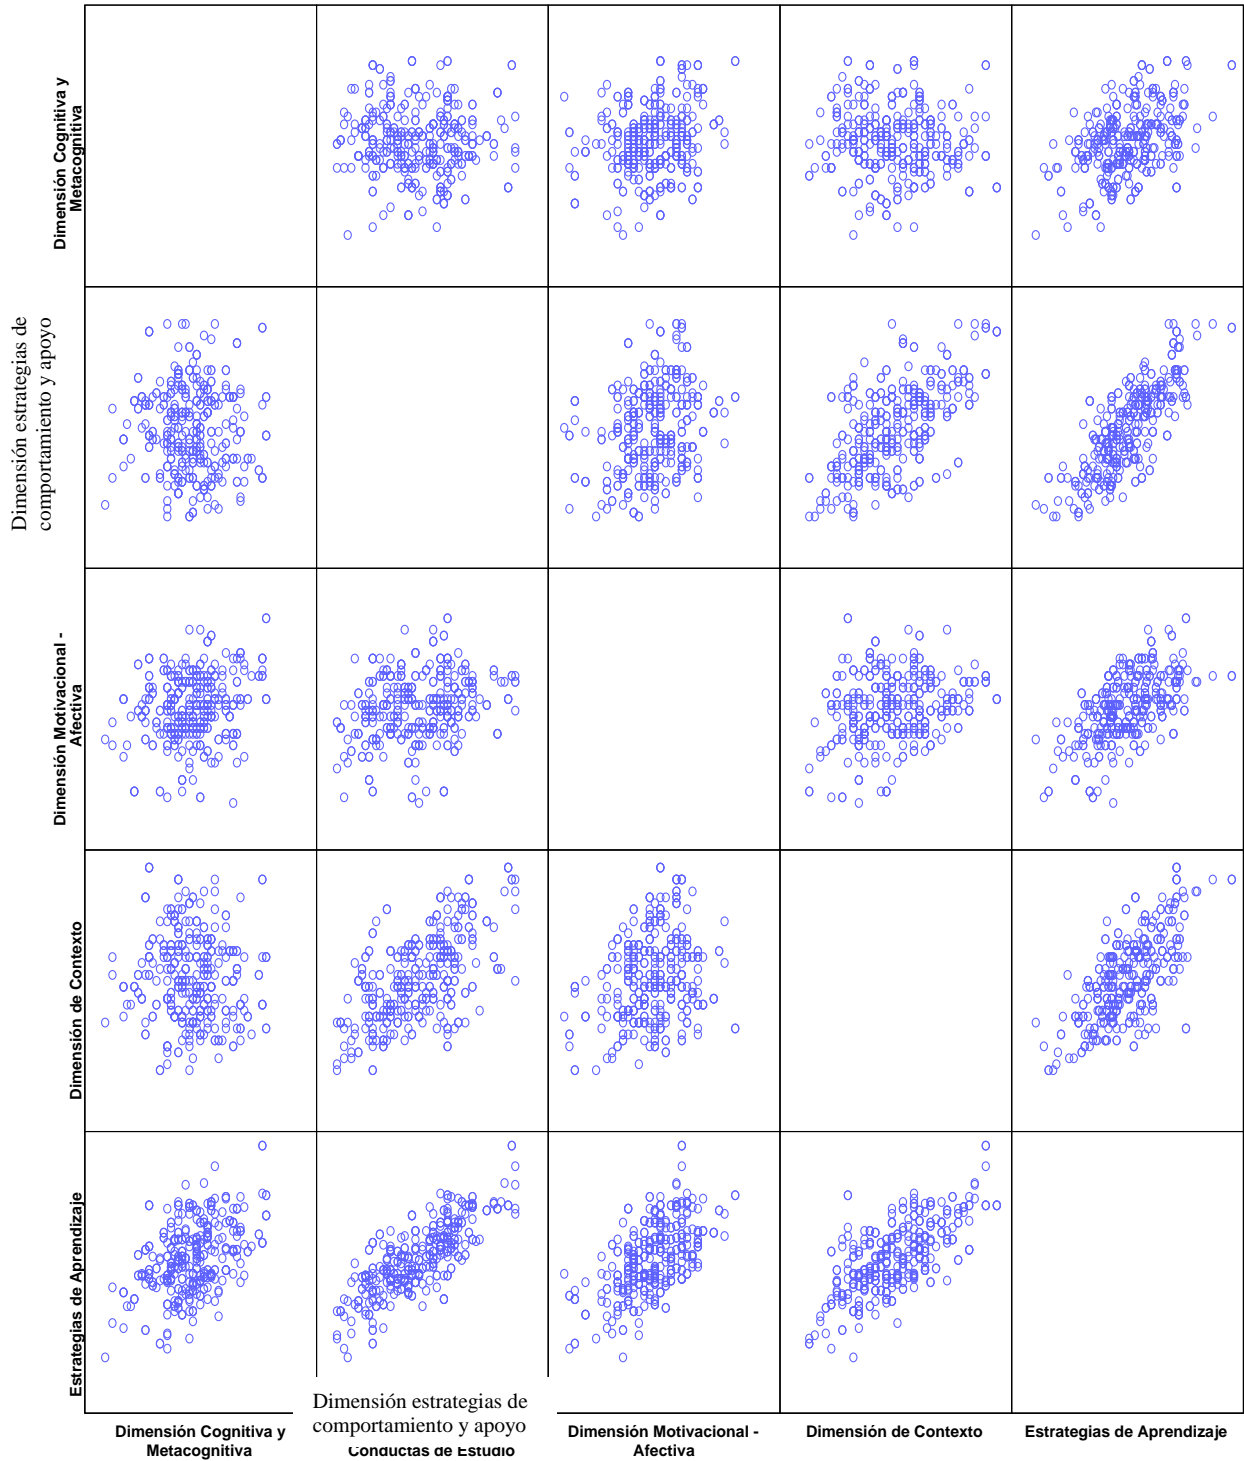 Dimensión Cognitiva y
Metacognitiva
Dimensión estrategias de
comportamiento y apoyo
Dimensión Motivacional -
Afectiva
Dimensión de Contexto
Estrategias de Aprendizaje
Dimensión Cognitiva y
Metacognitiva
Dimensión estrategias de
comportamiento y apoyo
Conductas de Estudio
Dimensión Motivacional -
Afectiva
Dimensión de Contexto
Estrategias de Aprendizaje